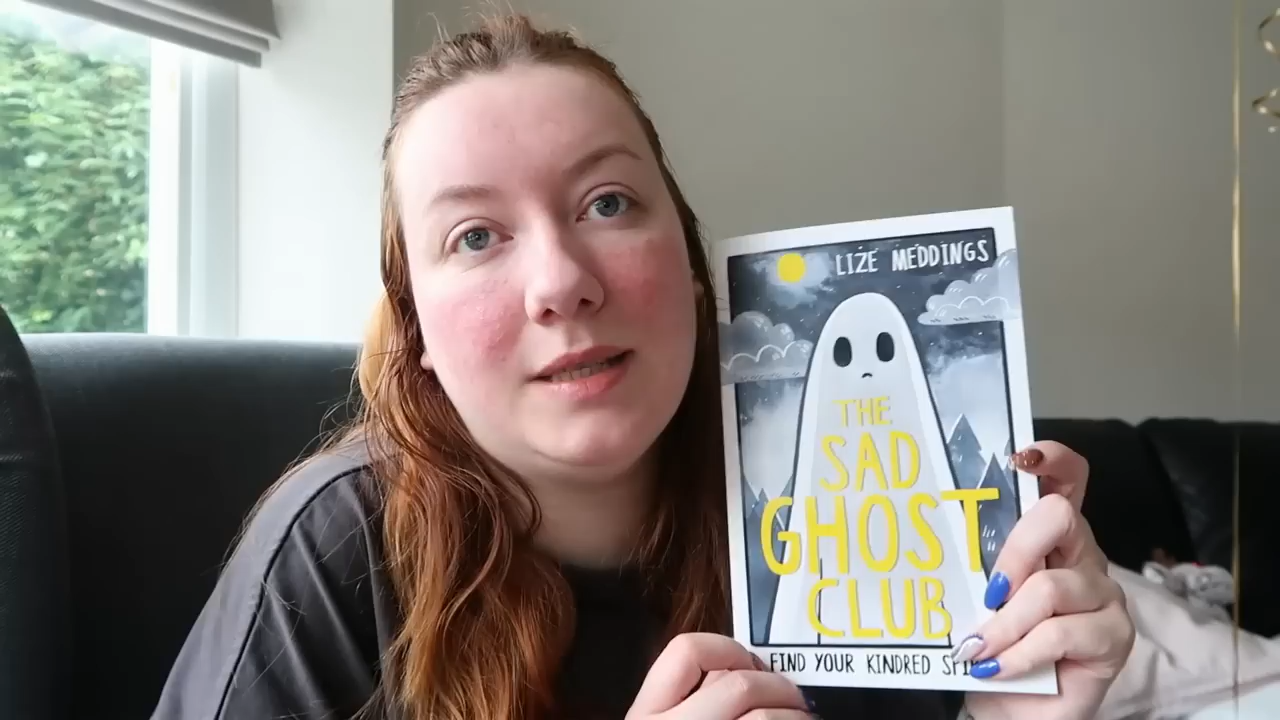 LIZE MEDDINGS
THE
SAD
GHOST
CLUB
FIND YOUR KINDRED